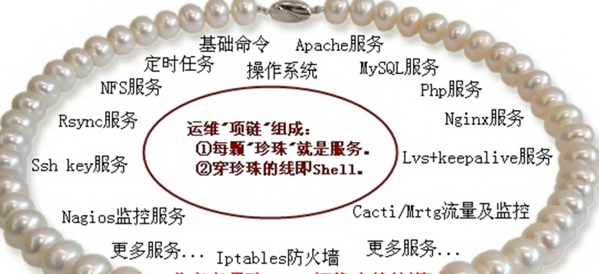 基础命令 Apache服务
定时任务 操作系统 MySQL服务
NFS服务 Php服务
Rsync服务 Nginx服务
运维"项链"组成:
①每颗"珍珠"就是服务。
②穿珍珠的线即Shell。
Ssh key服务 Lvs+keepalive服务
Nagios监控服务 Cacti/Mrtg流量及监控
更多服务... Iptables防火墙 更多服务...